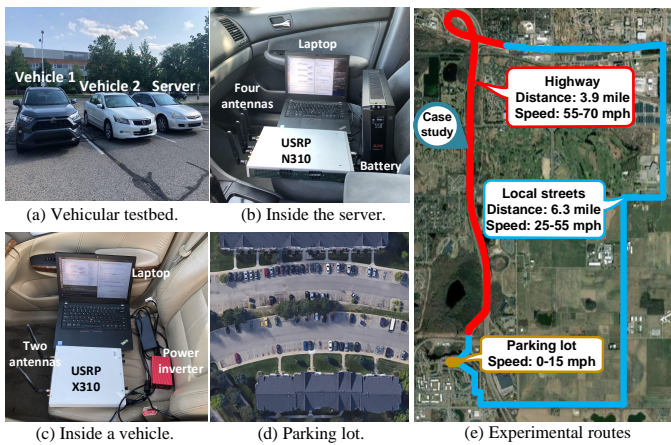 Vehicle 1
Vehicle 2
Server
(a) Vehicular testbed.
Laptop
Four
antennas
USRP
N310
Battery
(b) Inside the server.
Laptop
Two
antennas
USRP
X310
Power
inverter
(c) Inside a vehicle.
(d) Parking lot.
Highway
Distance: 3.9 mile
Speed: 55-70 mph
Case
study
Local streets
Distance: 6.3 mile
Speed: 25-55 mph
Parking lot
Speed: 0-15 mph
(e) Experimental routes